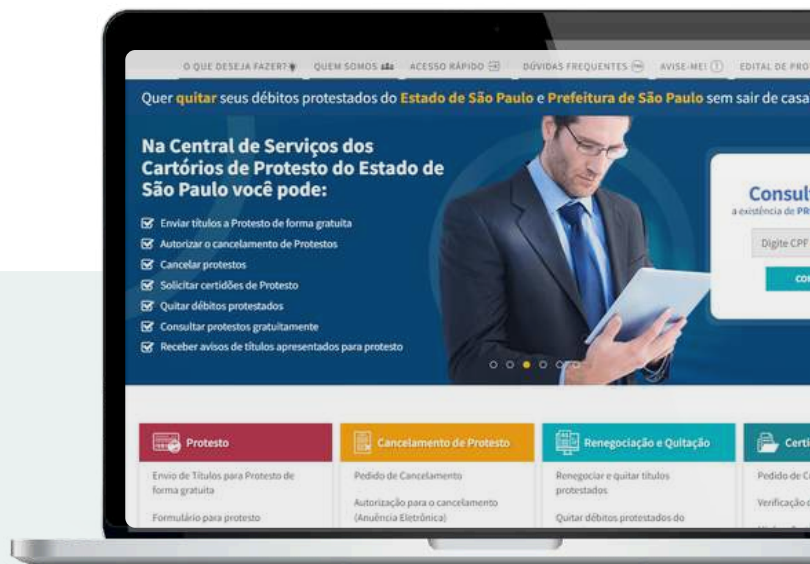 O QUE DESEJA FAZER? QUEM SOMOS ACESSO RÁPIDO DÚVIDAS FREQUENTES AVISE-ME! EDITAL DE PRO
Quer quitar seus débitos protestados do Estado de São Paulo e Prefeitura de São Paulo sem sair de casa
Na Central de Serviços dos
Cartórios de Protesto do Estado de
São Paulo você pode:
Enviar títulos a Protesto de forma gratuita
Autorizar o cancelamento de Protestos
Cancelar protestos
Solicitar certidões de Protesto
Quitar débitos protestados
Consultar protestos gratuitamente
Receber avisos de títulos apresentados para protesto
Consul
a existência de PR
Digite CPF
CON
Protesto
Envio de Títulos para Protesto de
forma gratuita
Formulário para protesto
Cancelamento de Protesto
Pedido de Cancelamento
Autorização para o cancelamento
(Anuência Eletrônica)
Renegociação e Quitação
Renegociar e quitar títulos
protestados
Quitar débitos protestados do
Certi
Pedido de C
Verificação